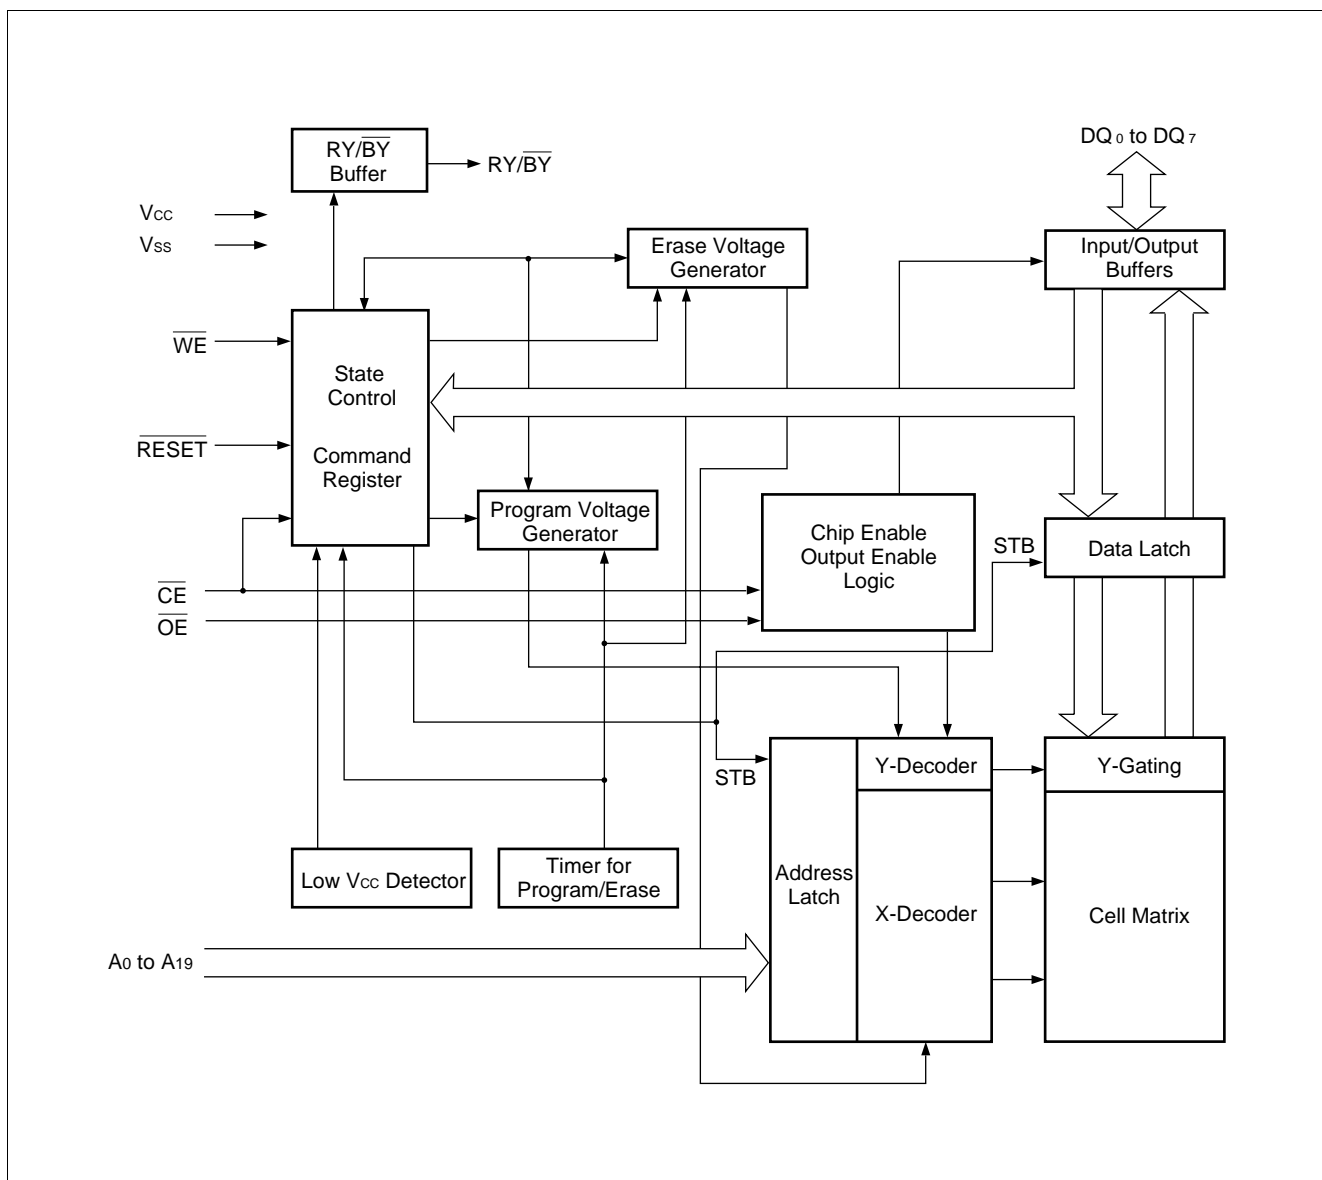 RY/BY
Buffer
RY/BY
DQ0 to DQ7
VCC
VSS
Erase Voltage
Generator
Input/Output
Buffers
WE
State
Control
RESET
Command
Register
Program Voltage
Generator
Chip Enable
Output Enable
Logic
STB
Data Latch
CE
OE
STB
Y-Decoder
Y-Gating
Low VCC Detector
Timer for
Program/Erase
Address
Latch
X-Decoder
Cell Matrix
A0 to A19